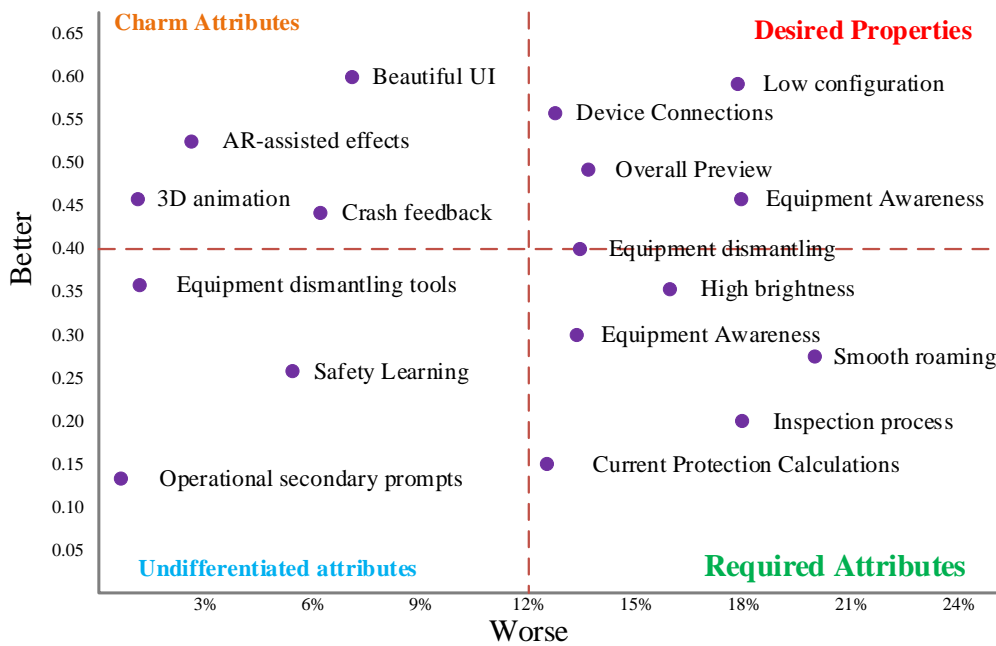 Charm Attributes
Desired Properties
0.65
0.60
0.55
0.50
0.45
0.40
0.35
0.30
0.25
0.20
0.15
0.10
0.05
Better
Beautiful UI
Low configuration
Device Connections
AR-assisted effects
Overall Preview
3D animation
Equipment Awareness
Crash feedback
Equipment dismantling
Equipment dismantling tools
High brightness
Equipment Awareness
Smooth roaming
Safety Learning
Inspection process
Current Protection Calculations
Operational secondary prompts
Undifferentiated attributes
Required Attributes
3%
6%
9%
12%
15%
18%
21%
24%
Worse